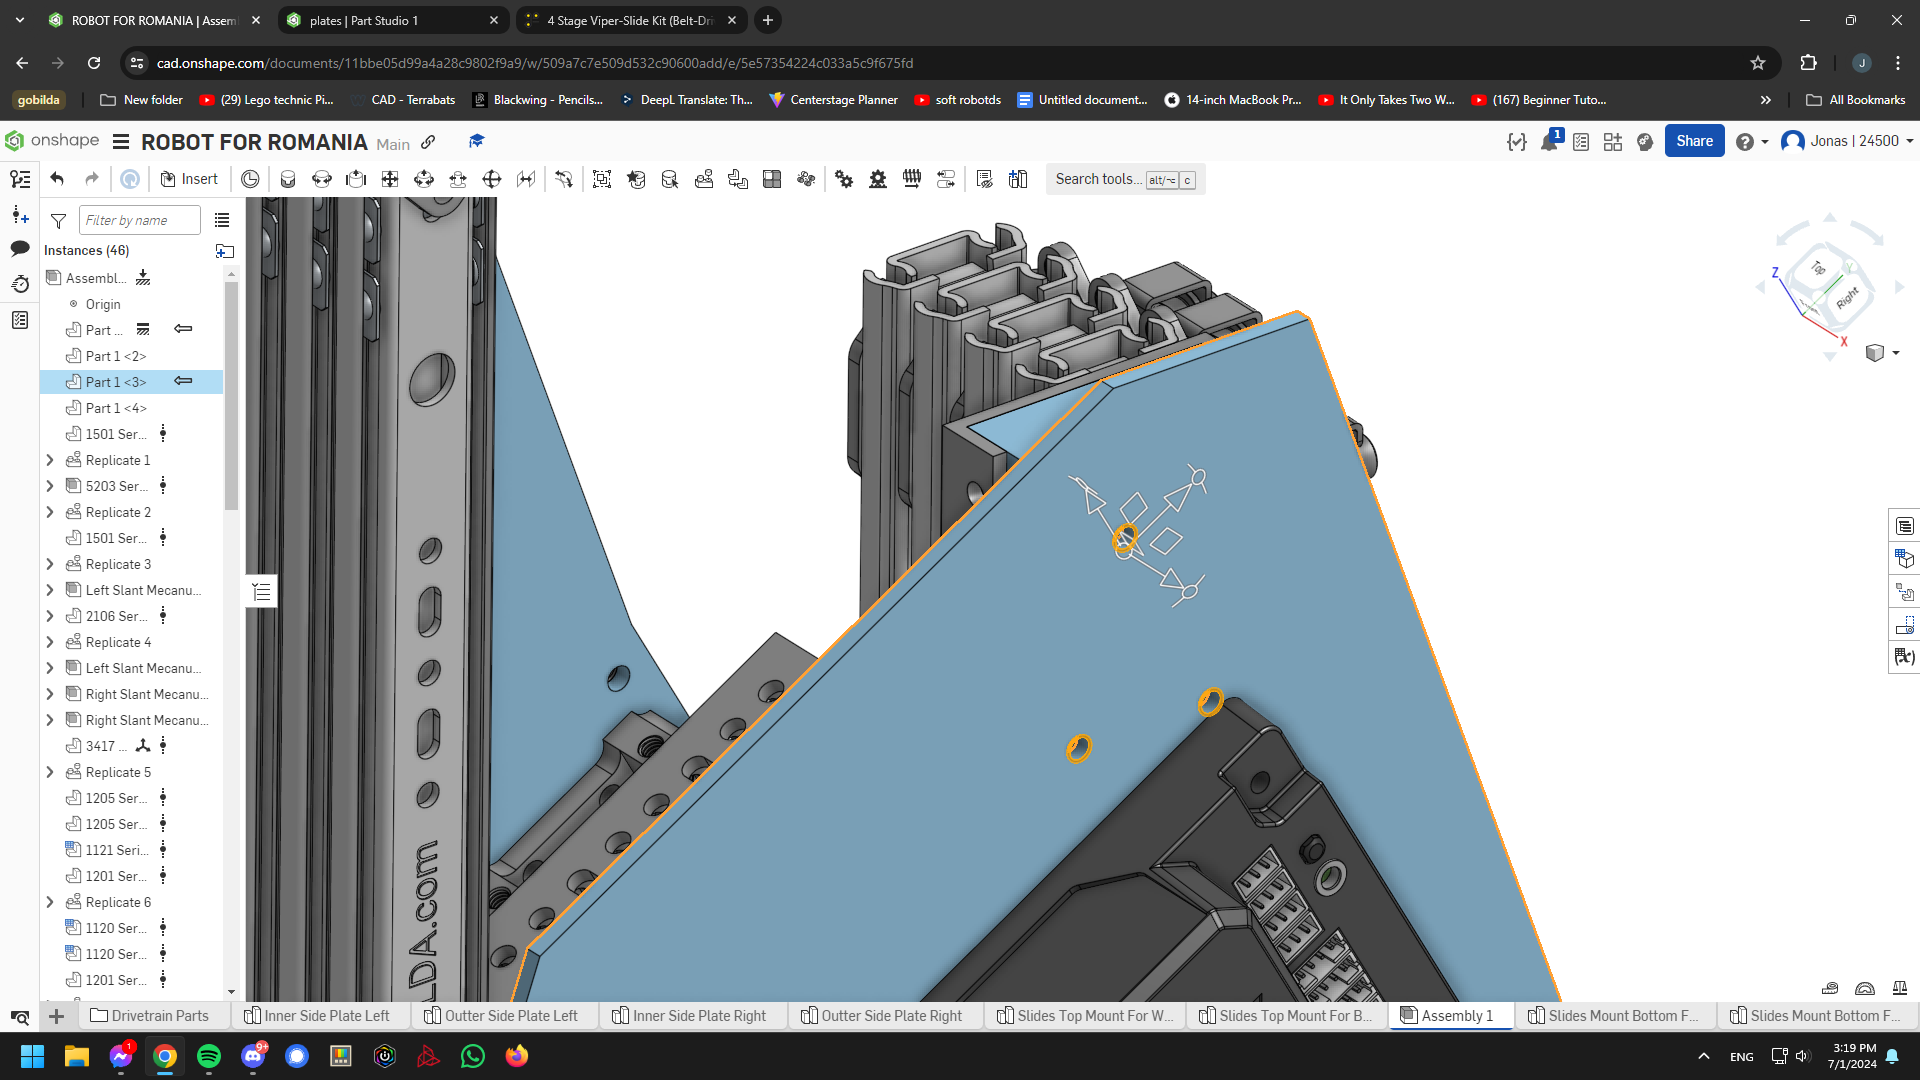 ROBOT FOR ROMANIA | Assem
plates | Part Studio 1
4 Stage Viper-Slide Kit (Belt-Dri
cad.onshape.com/documents/11bbe05d99a4a28c9802f9a9/w/509a7c7e509d532c90600add/e/5e57354224c033a5c9f675fd
J
gobilda
New folder
(29) Lego technic Pi...
CAD - Terrabats
Blackwing - Pencils...
DeepL Translate: Th...
Centerstage Planner
soft robotds
Untitled document...
14-inch MacBook Pr...
It Only Takes Two W...
(167) Beginner Tuto...
All Bookmarks
onshape
ROBOT FOR ROMANIA
Main
1
Share
Jonas | 24500
Insert
Search tools...
alt/⌥
c
Filter by name
Instances (46)
Assembl...
Origin
Part ...
Part 1 <2>
Part 1 <3>
Part 1 <4>
1501 Ser...
Replicate 1
5203 Ser...
Replicate 2
1501 Ser...
Replicate 3
Left Slant Mecanu...
2106 Ser...
Replicate 4
Left Slant Mecanu...
Right Slant Mecanu...
Right Slant Mecanu...
3417 ...
Replicate 5
1205 Ser...
1205 Ser...
1121 Seri...
1201 Ser...
Replicate 6
1120 Ser...
1120 Ser...
1201 Ser...
LDA.com
Z
Y
Top
Right
X
Drivetrain Parts
Inner Side Plate Left
Outter Side Plate Left
Inner Side Plate Right
Outter Side Plate Right
Slides Top Mount For W...
Slides Top Mount For B...
Assembly 1
Slides Mount Bottom F...
Slides Mount Bottom F...
1
9+
ENG
3:19 PM
7/1/2024